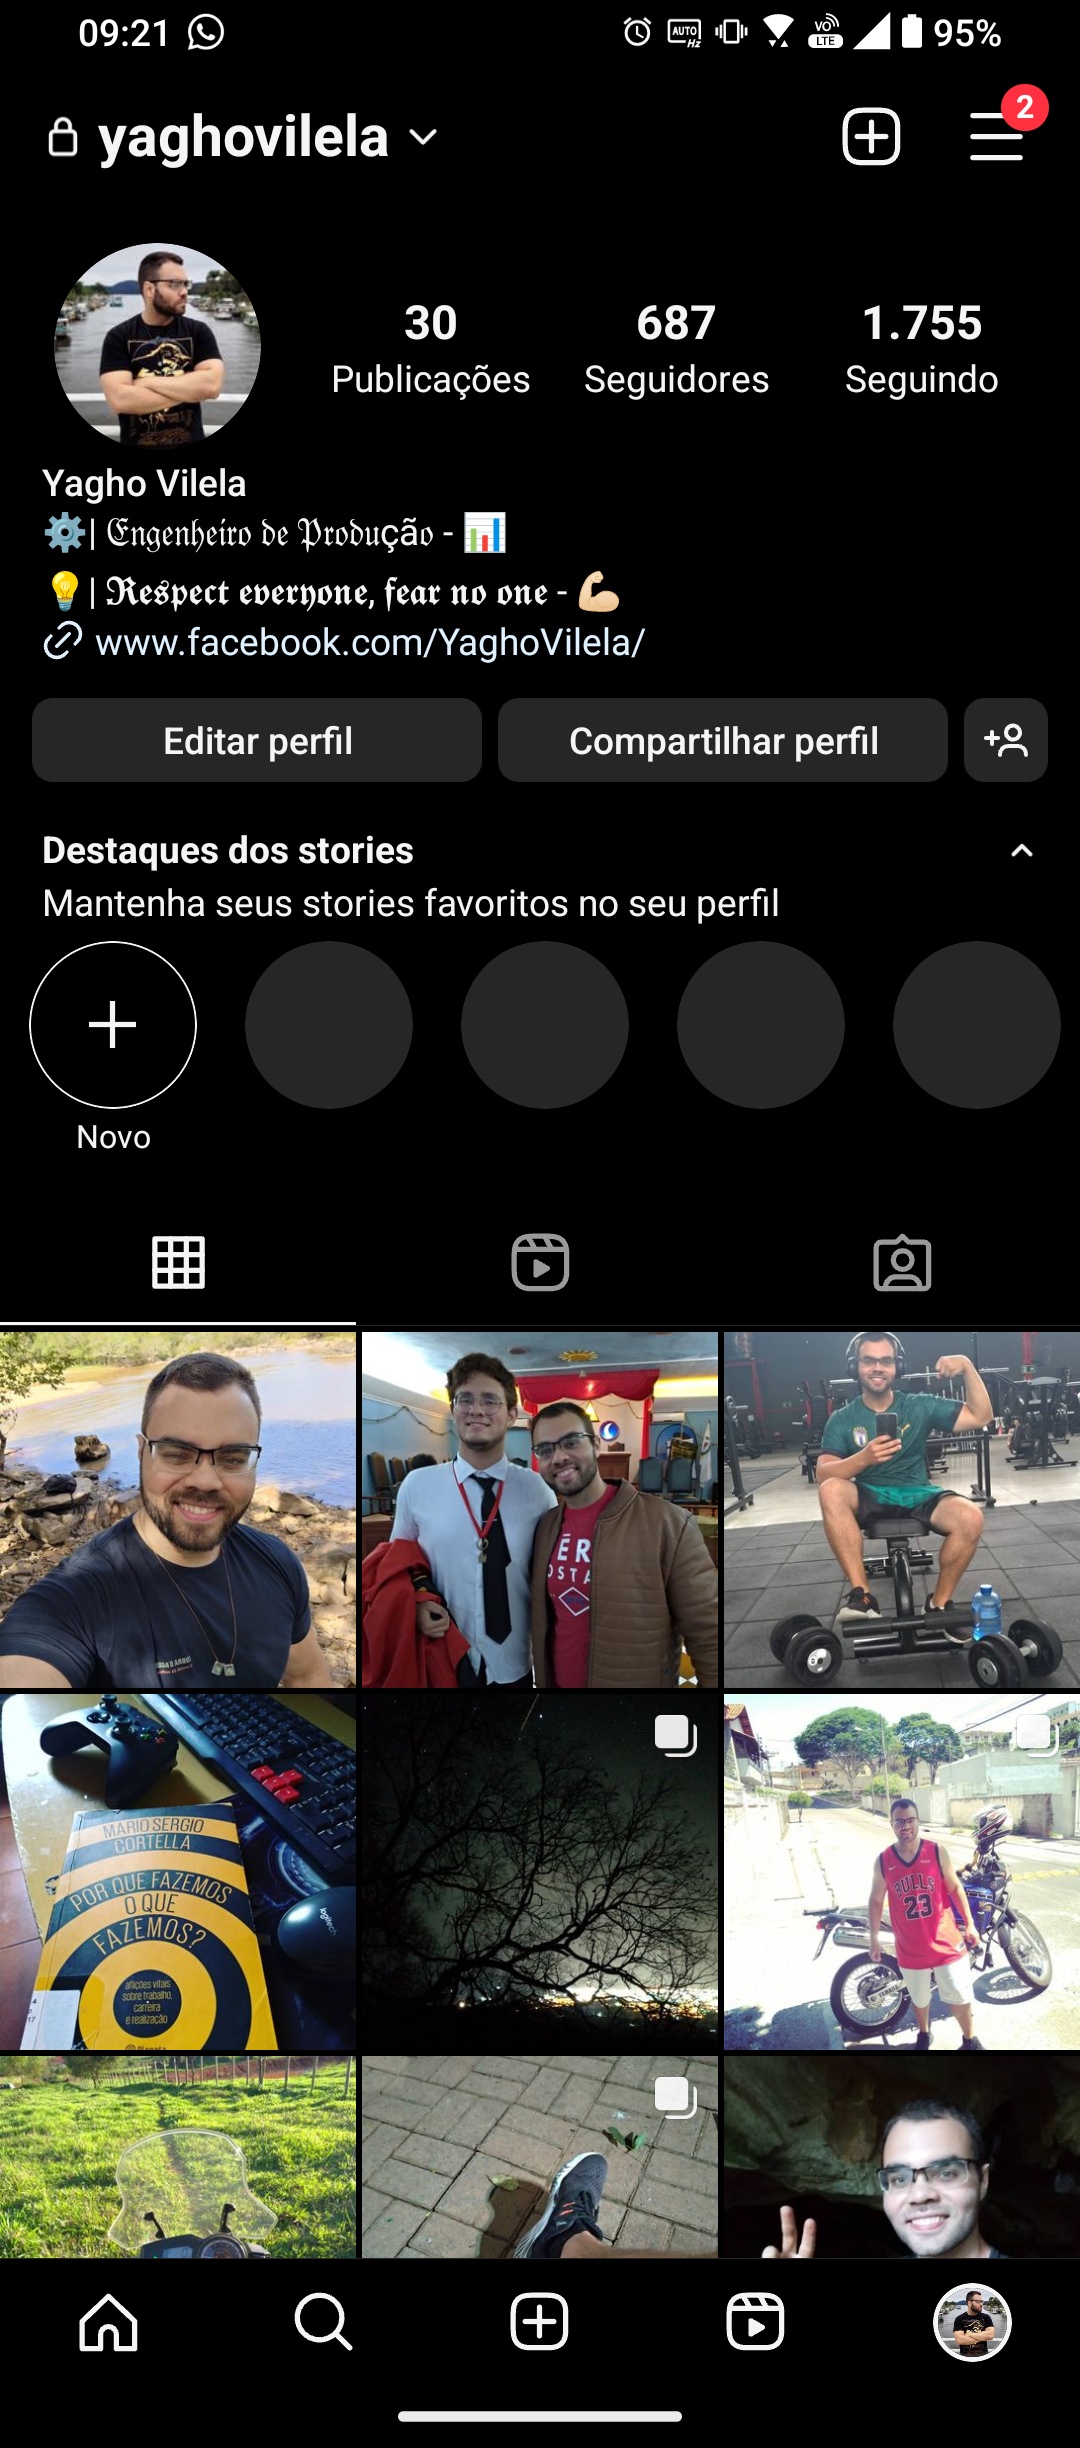 09:21 95%
yaghovilela 2
30 687 1.755
Publicações Seguidores Seguindo
Yagho Vilela
⚙️| 𝔈𝔫𝔤𝔢𝔫𝔥𝔢𝔦𝔯𝔬 𝔡𝔢 𝔓𝔯𝔬𝔡𝔲çã𝔬 - 📊
💡| 𝕽𝖊𝖘𝖕𝖊𝖈𝖙 𝖊𝖛𝖊𝖗𝖞𝖔𝖓𝖊, 𝖋𝖊𝖆𝖗 𝖓𝖔 𝖔𝖓𝖊 - 💪🏻
www.facebook.com/YaghoVilela/
Editar perfil Compartilhar perfil
Destaques dos stories
Mantenha seus stories favoritos no seu perfil
Novo
MARIO SERGIO
CORTELLA
POR QUE FAZEMOS
O QUE
FAZEMOS?
aflições vitais
sobre trabalho,
carreira
e realização
logitech
BULLS
23